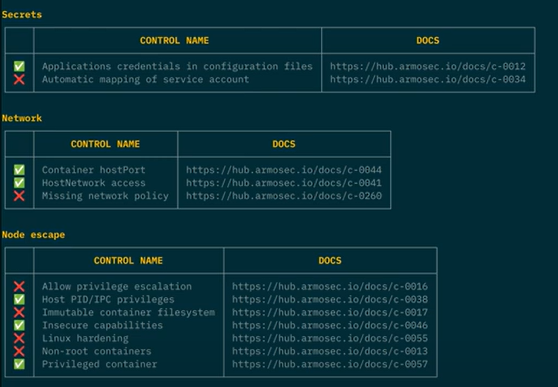 Secrets
CONTROL NAME DOCS
✅ Applications credentials in configuration files https://hub.armosec.io/docs/c-0012
❌ Automatic mapping of service account https://hub.armosec.io/docs/c-0034
Network
CONTROL NAME DOCS
✅ Container hostPort https://hub.armosec.io/docs/c-0044
✅ HostNetwork access https://hub.armosec.io/docs/c-0041
❌ Missing network policy https://hub.armosec.io/docs/c-0260
Node escape
CONTROL NAME DOCS
❌ Allow privilege escalation https://hub.armosec.io/docs/c-0016
✅ Host PID/IPC privileges https://hub.armosec.io/docs/c-0038
❌ Immutable container filesystem https://hub.armosec.io/docs/c-0017
✅ Insecure capabilities https://hub.armosec.io/docs/c-0046
❌ Linux hardening https://hub.armosec.io/docs/c-0055
❌ Non-root containers https://hub.armosec.io/docs/c-0013
✅ Privileged container https://hub.armosec.io/docs/c-0057